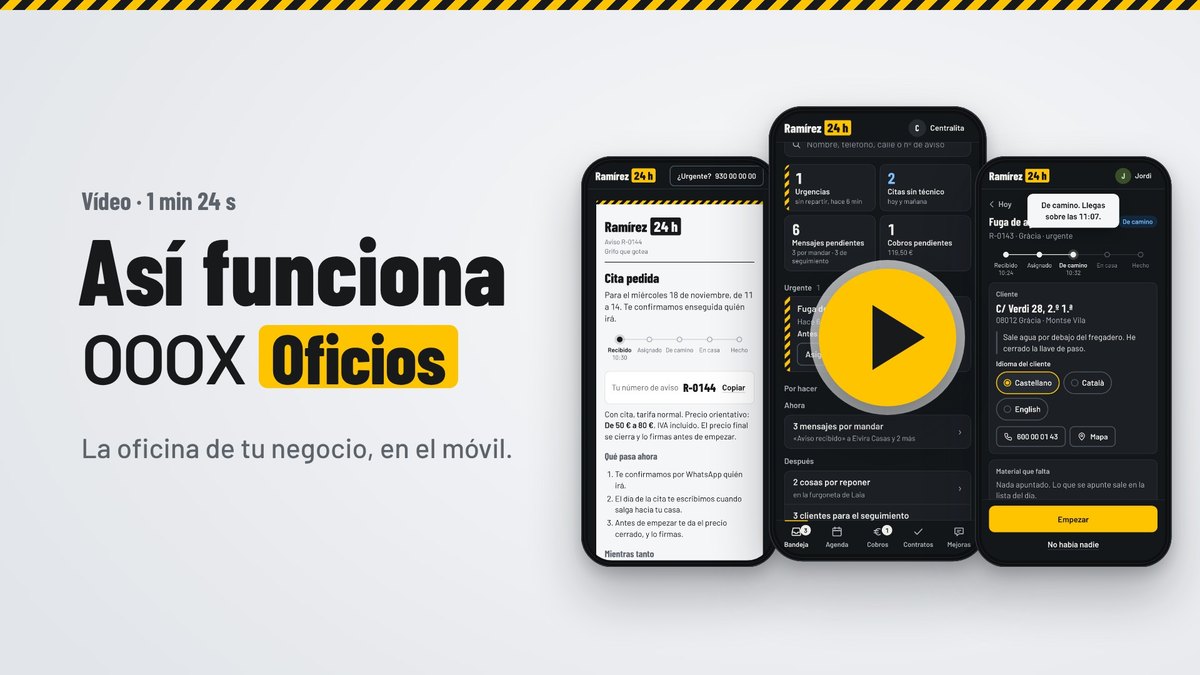 Vídeo · 1 min 24 s
Así funciona
OOOX Oficios
La oficina de tu negocio, en el móvil.
Ramírez 24 h
¿Urgente? 930 00 00 00
Ramírez 24 h
Aviso R-0144
Grifo que gotea
Cita pedida
Para el miércoles 18 de noviembre, de 11
a 14. Te confirmamos enseguida quién
irá.
Recibido Asignado De camino En casa Hecho
10:30
Tu número de aviso R-0144 Copiar
Con cita, tarifa normal. Precio orientativo:
De 50 € a 80 €. IVA incluido. El precio final
se cierra y lo firmas antes de empezar.
Qué pasa ahora
1. Te confirmamos por WhatsApp quién
irá.
2. El día de la cita te escribimos cuando
salga hacia tu casa.
3. Antes de empezar te da el precio
cerrado, y lo firmas.
Mientras tanto
Ramírez 24 h
C Centralita
Nombre, teléfono, calle o nº de aviso
1
Urgencias
sin repartir, hace 6 min
2
Citas sin técnico
hoy y mañana
6
Mensajes pendientes
3 por mandar · 3 de
seguimiento
1
Cobros pendientes
119,50 €
Urgente 1
Fuga d
Hace 6
Antes
Asig
Por hacer
Ahora
3 mensajes por mandar
«Aviso recibido» a Elvira Casas y 2 más
Después
2 cosas por reponer
en la furgoneta de Laia
3 clientes para el seguimiento
3 1
Bandeja Agenda Cobros Contratos Mejoras
Ramírez 24 h
J Jordi
Hoy
De camino. Llegas
sobre las 11:07.
Fuga de a
De camino
R-0143 · Gràcia · urgente
Recibido Asignado De camino En casa Hecho
10:24 10:32
Cliente
C/ Verdi 28, 2.º 1.ª
08012 Gràcia · Montse Vila
Sale agua por debajo del fregadero. He
cerrado la llave de paso.
Idioma del cliente
Castellano Català
English
600 00 01 43 Mapa
Material que falta
Nada apuntado. Lo que se apunte sale en la
lista del día.
Empezar
No había nadie